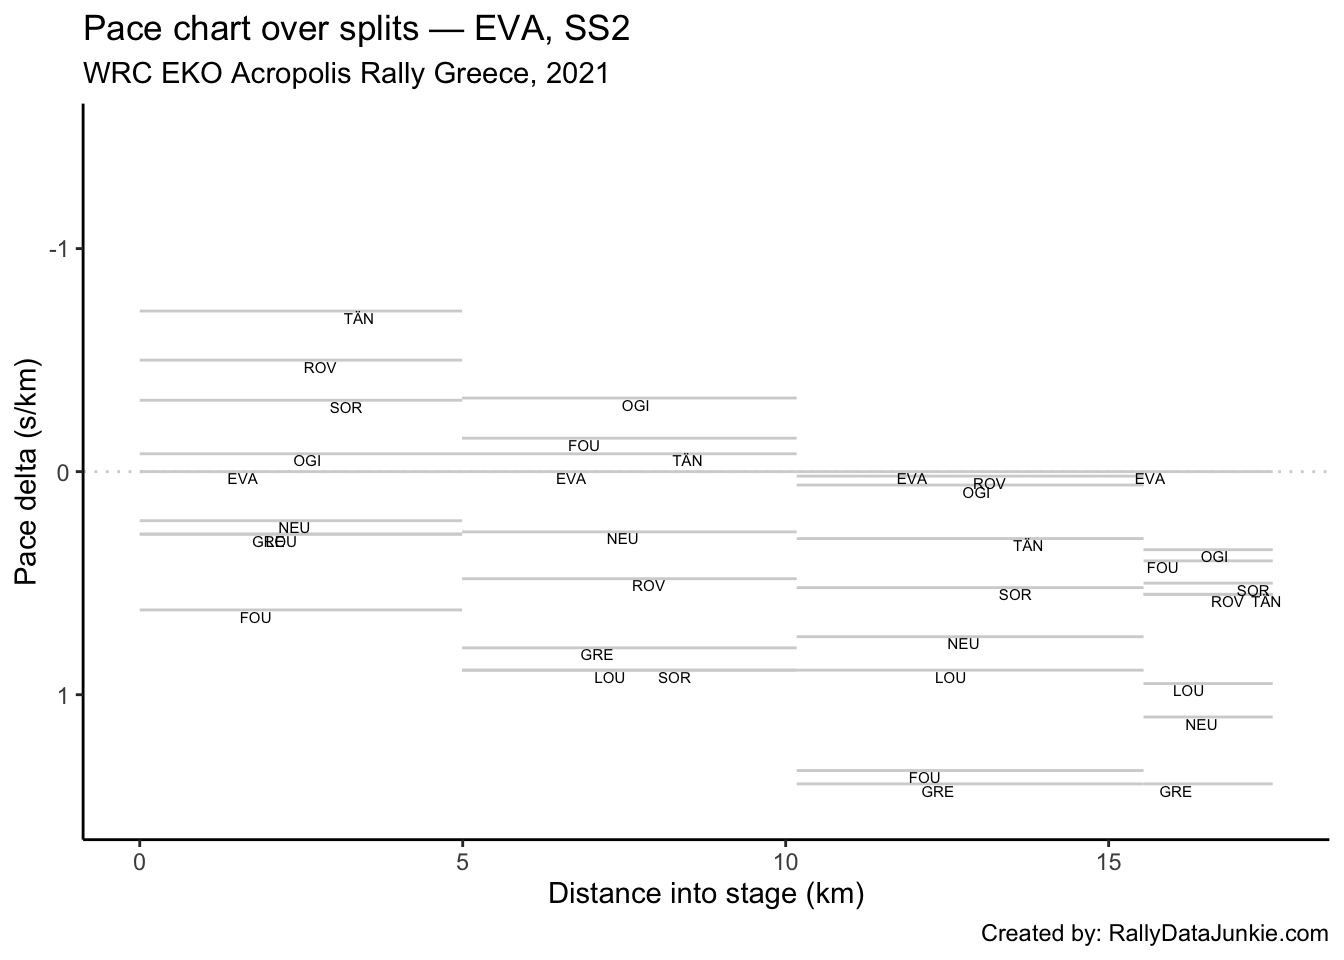 Pace chart over splits — EVA, SS2
WRC EKO Acropolis Rally Greece, 2021
Pace delta (s/km)
-1
0
1
TÄN
ROV
SOR
OGI
EVA
NEU
GRE LOU
FOU
OGI
FOU
TÄN
EVA
NEU
ROV
GRE
LOU SOR
EVA
ROV
OGI
TÄN
SOR
NEU
LOU
FOU
GRE
EVA
OGI
FOU
SOR
ROV TÄN
LOU
NEU
GRE
0 5 10 15
Distance into stage (km)
Created by: RallyDataJunkie.com